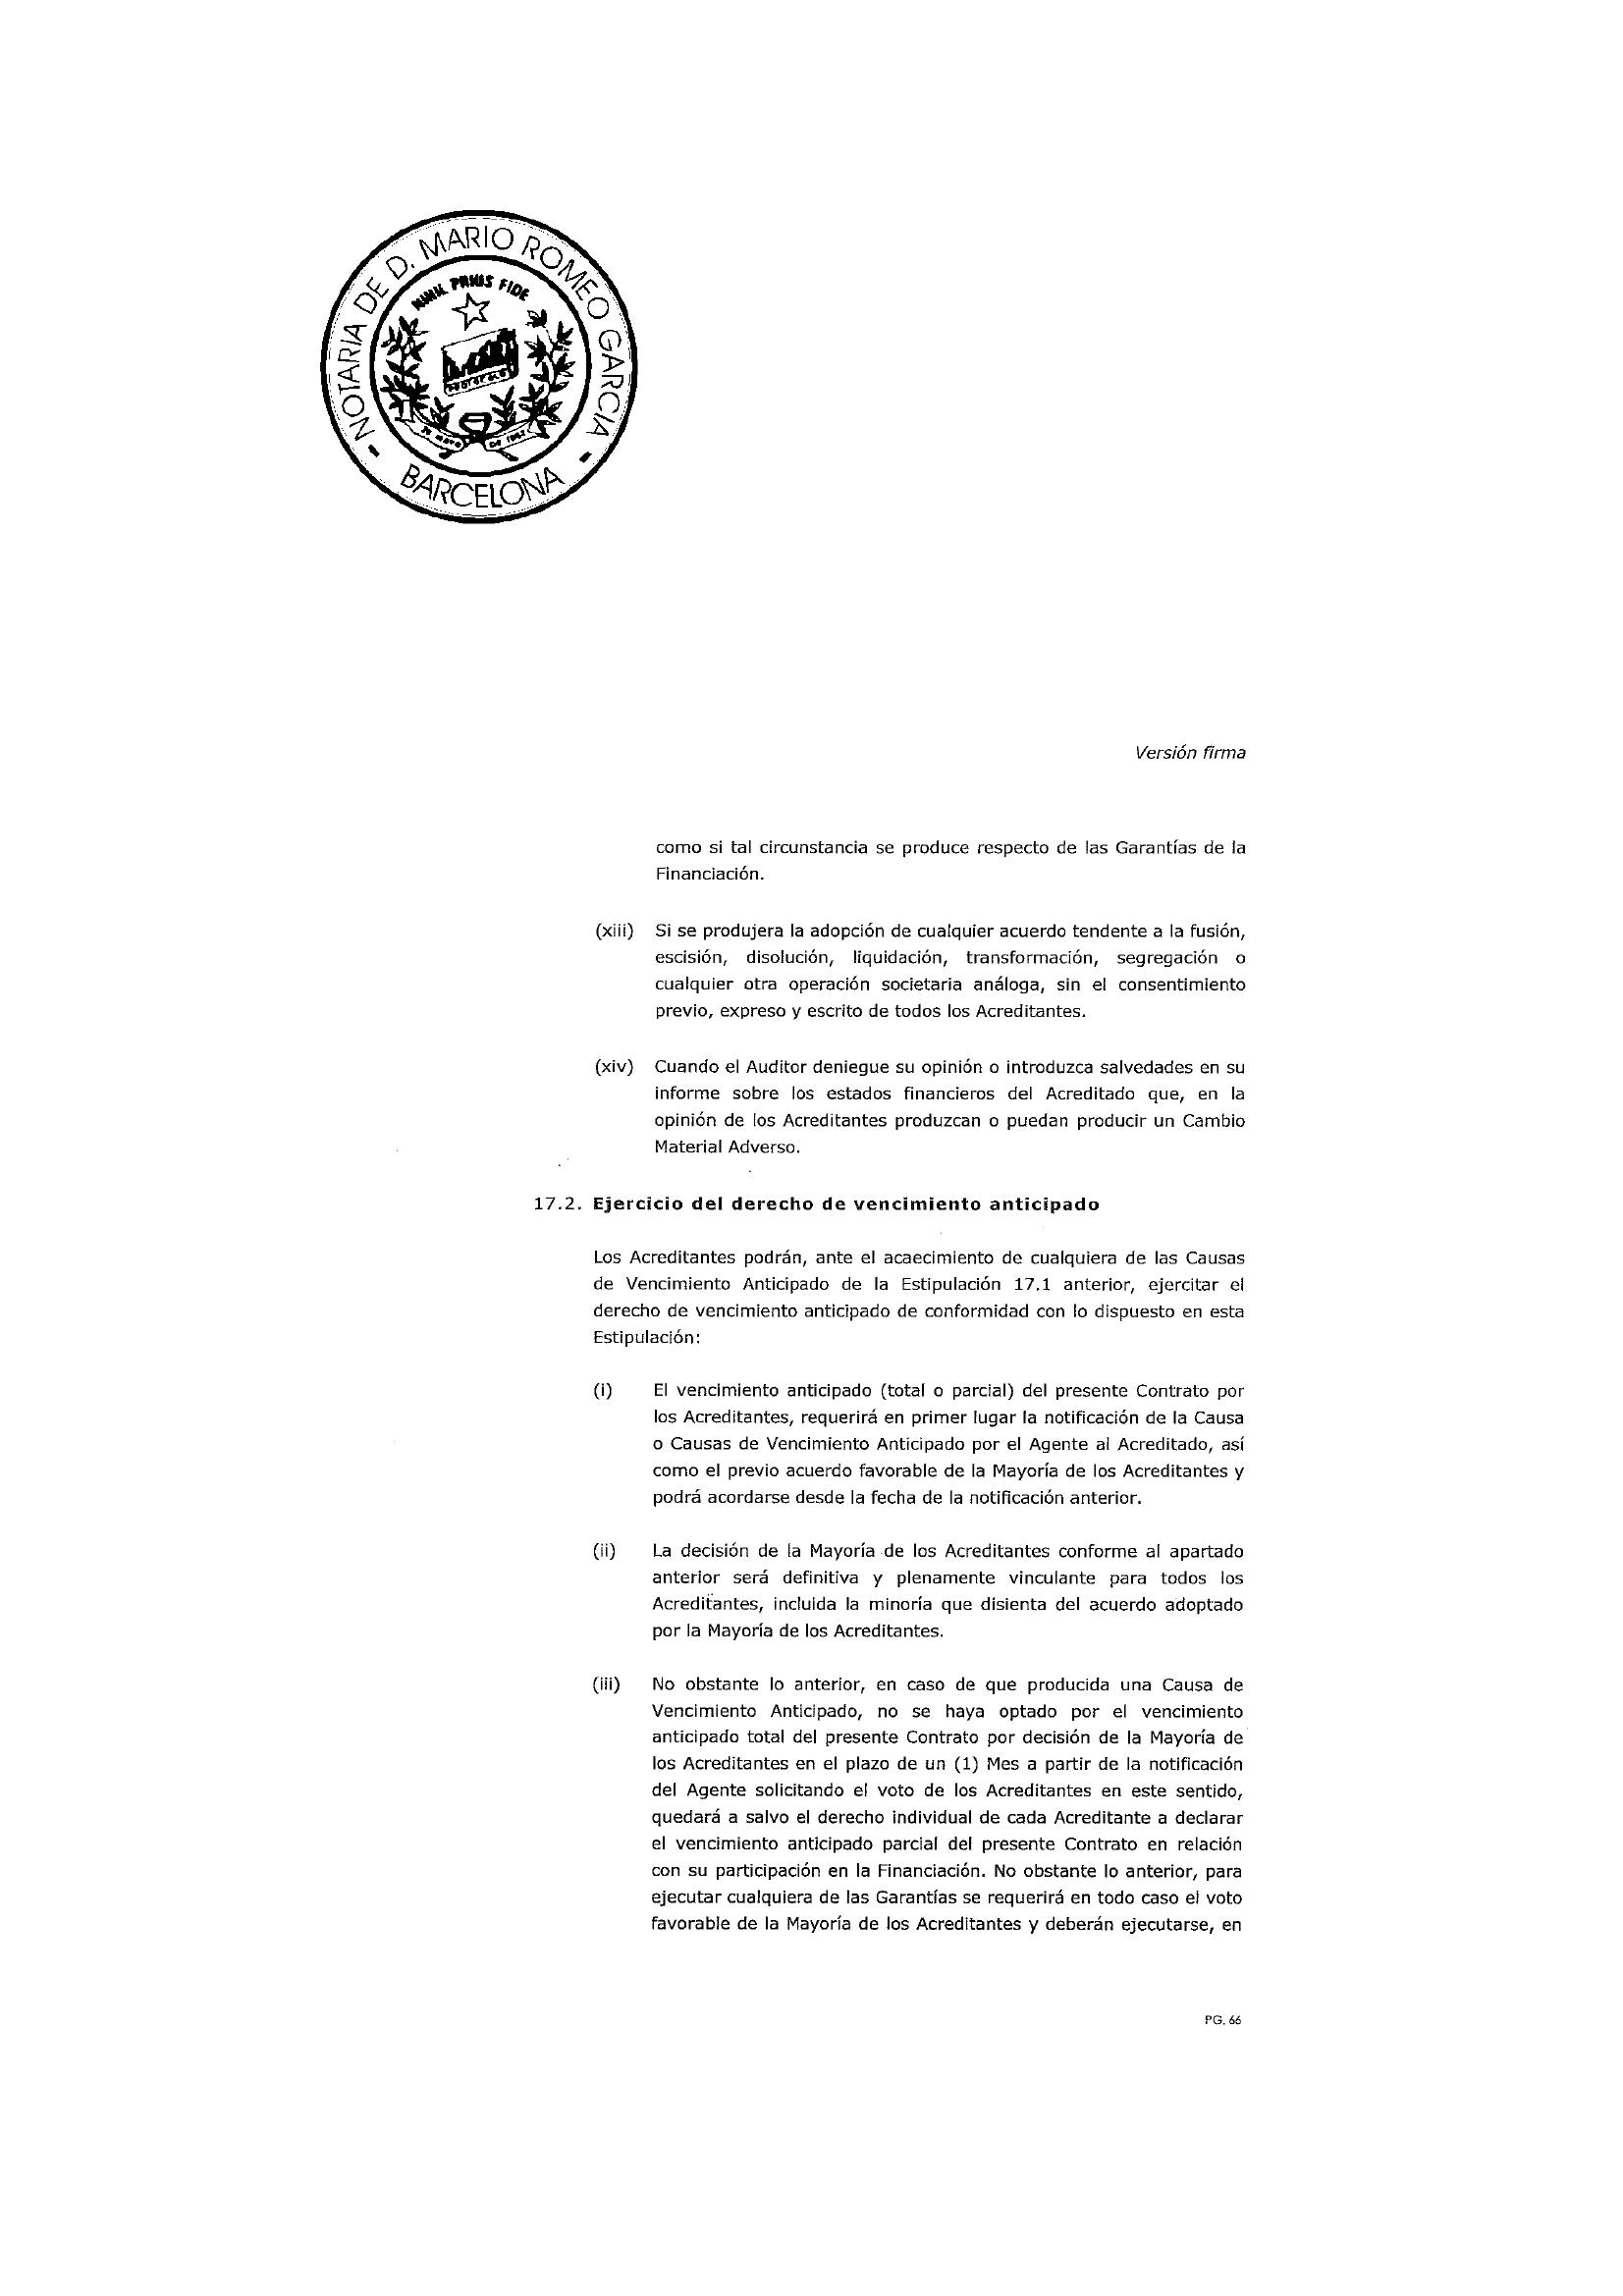 NOTARIA DE D. MARIO ROMEO GARCIA
PRIUS FIDE
BARCELONA
Versión firma
como si tal circunstancia se produce respecto de las Garantías de la
Financiación.
(xiii) Si se produjera la adopción de cualquier acuerdo tendente a la fusión,
escisión, disolución, liquidación, transformación, segregación o
cualquier otra operación societaria análoga, sin el consentimiento
previo, expreso y escrito de todos los Acreditantes.
(xiv) Cuando el Auditor deniegue su opinión o introduzca salvedades en su
informe sobre los estados financieros del Acreditado que, en la
opinión de los Acreditantes produzcan o puedan producir un Cambio
Material Adverso.
17.2. Ejercicio del derecho de vencimiento anticipado
Los Acreditantes podrán, ante el acaecimiento de cualquiera de las Causas
de Vencimiento Anticipado de la Estipulación 17.1 anterior, ejercitar el
derecho de vencimiento anticipado de conformidad con lo dispuesto en esta
Estipulación:
(i) El vencimiento anticipado (total o parcial) del presente Contrato por
los Acreditantes, requerirá en primer lugar la notificación de la Causa
o Causas de Vencimiento Anticipado por el Agente al Acreditado, así
como el previo acuerdo favorable de la Mayoría de los Acreditantes y
podrá acordarse desde la fecha de la notificación anterior.
(ii) La decisión de la Mayoría de los Acreditantes conforme al apartado
anterior será definitiva y plenamente vinculante para todos los
Acreditantes, incluida la minoría que disienta del acuerdo adoptado
por la Mayoría de los Acreditantes.
(iii) No obstante lo anterior, en caso de que producida una Causa de
Vencimiento Anticipado, no se haya optado por el vencimiento
anticipado total del presente Contrato por decisión de la Mayoría de
los Acreditantes en el plazo de un (1) Mes a partir de la notificación
del Agente solicitando el voto de los Acreditantes en este sentido,
quedará a salvo el derecho individual de cada Acreditante a declarar
el vencimiento anticipado parcial del presente Contrato en relación
con su participación en la Financiación. No obstante lo anterior, para
ejecutar cualquiera de las Garantías se requerirá en todo caso el voto
favorable de la Mayoría de los Acreditantes y deberán ejecutarse, en
PG. 66